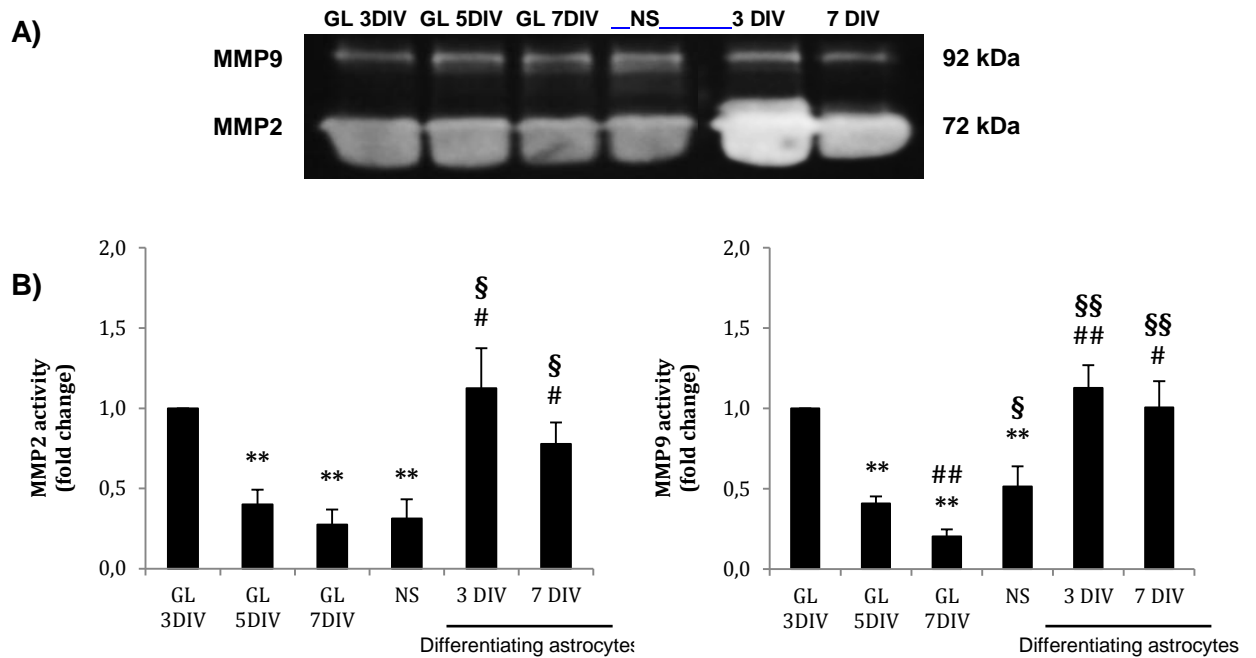 A)
GL 3DIV GL 5DIV GL 7DIV NS 3 DIV 7 DIV
MMP9 92 kDa
MMP2 72 kDa
B)
MMP2 activity
(fold change)
2,0
1,5
1,0
0,5
0,0
** ** ** § # § #
GL 3DIV
GL 5DIV
GL 7DIV
NS
3 DIV
7 DIV
Differentiating astrocytes
MMP9 activity
(fold change)
2,0
1,5
1,0
0,5
0,0
** ## ** § ** §§ ## §§ #
GL 3DIV
GL 5DIV
GL 7DIV
NS
3 DIV
7 DIV
Differentiating astrocytes